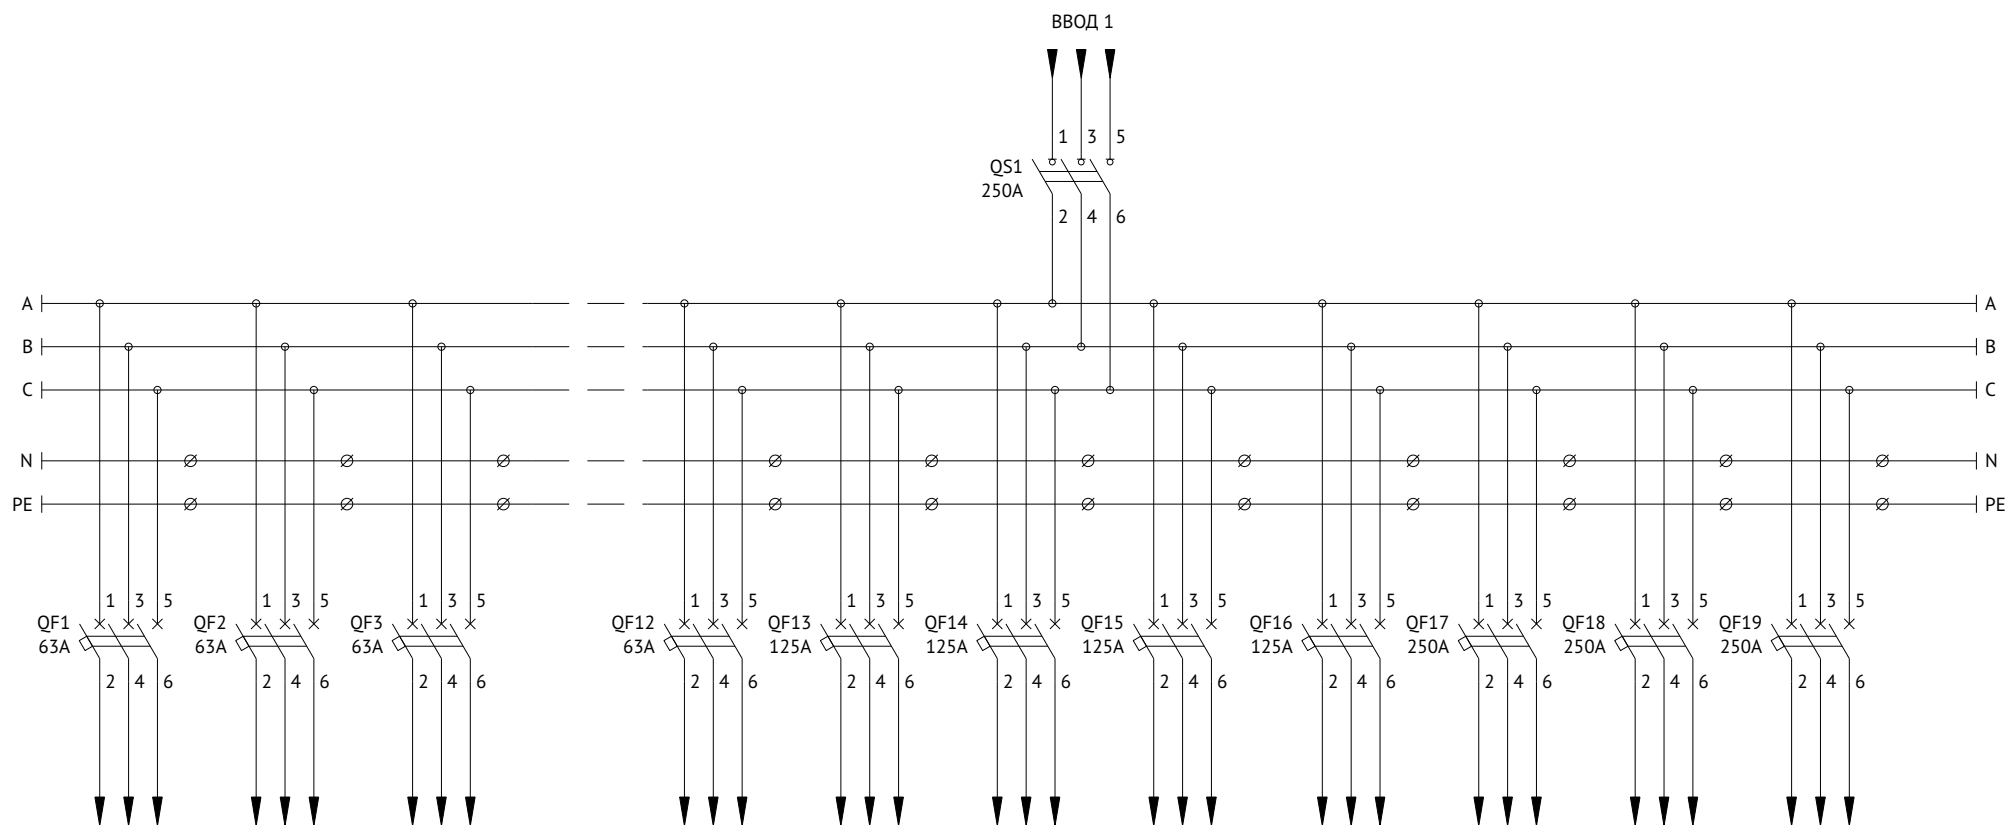 ВВОД 1
1 3 5
QS1
250А
2 4 6
A A
B B
C C
N N
PE PE
1 3 5 1 3 5 1 3 5 1 3 5 1 3 5 1 3 5 1 3 5 1 3 5 1 3 5 1 3 5 1 3 5
QF1 QF2 QF3 QF12 QF13 QF14 QF15 QF16 QF17 QF18 QF19
63А 63А 63А 63А 125А 125А 125А 125А 250А 250А 250А
2 4 6 2 4 6 2 4 6 2 4 6 2 4 6 2 4 6 2 4 6 2 4 6 2 4 6 2 4 6 2 4 6